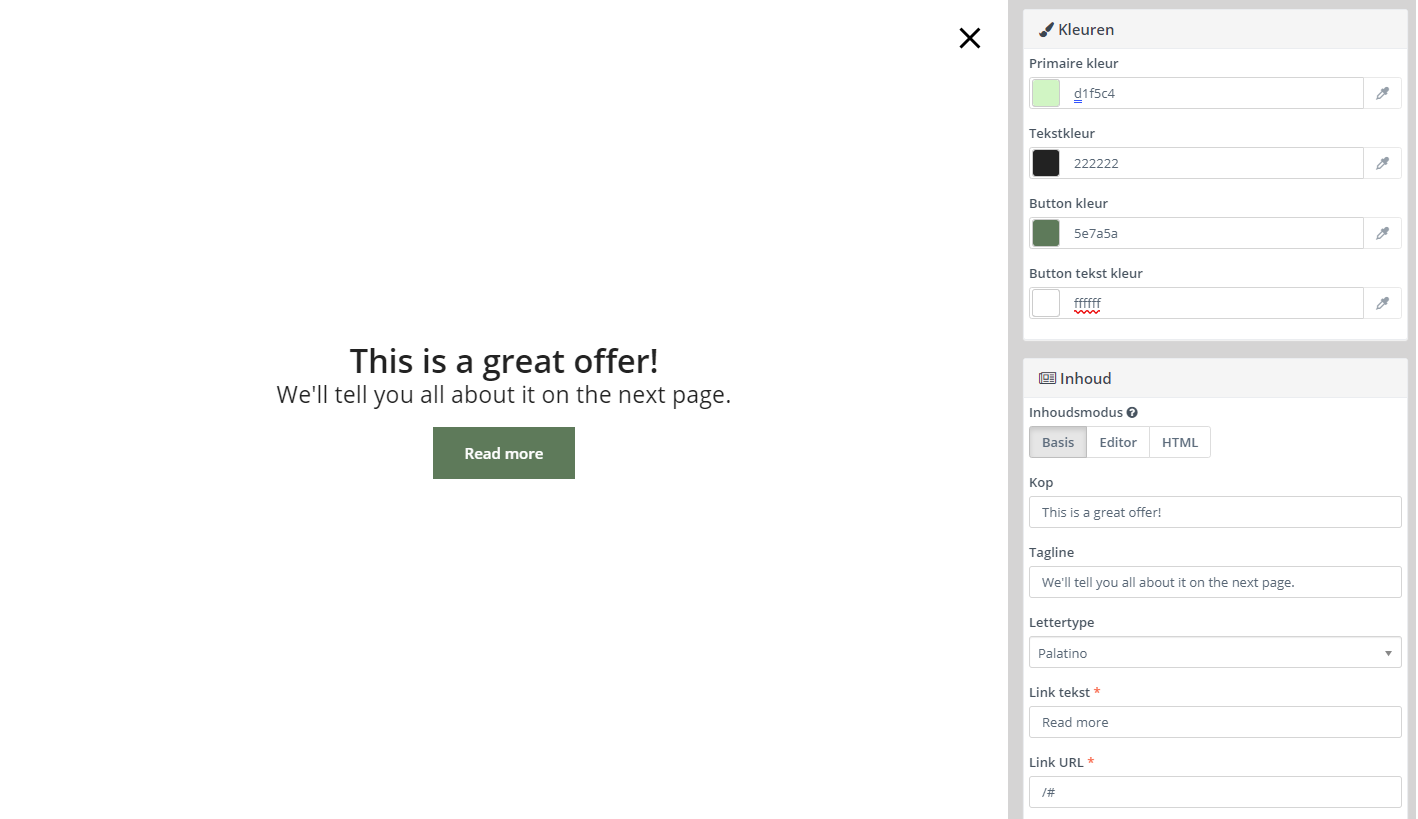 This is a great offer!
We'll tell you all about it on the next page.
Read more
Kleuren
Primaire kleur
d1f5c4
Tekstkleur
222222
Button kleur
5e7a5a
Button tekst kleur
ffffff
Inhoud
Inhoudsmodus
Basis Editor HTML
Kop
This is a great offer!
Tagline
We'll tell you all about it on the next page.
Lettertype
Palatino
Link tekst *
Read more
Link URL *
/#